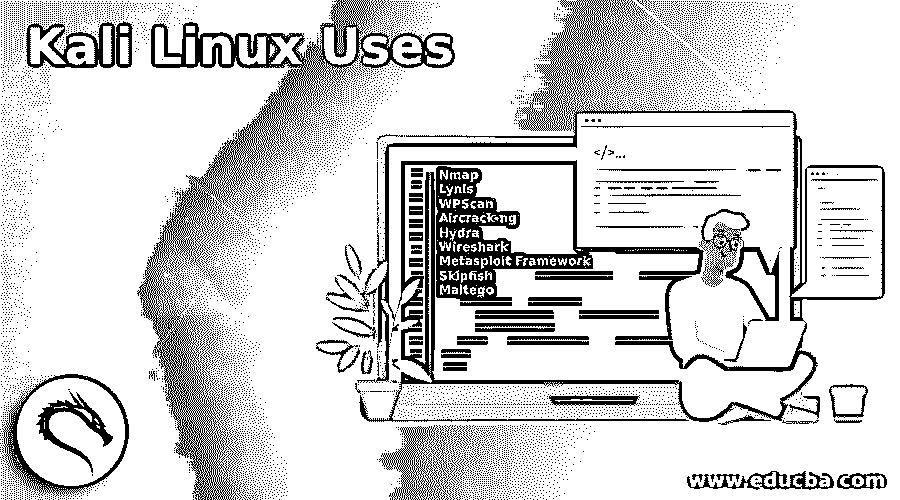 Kali Linux Uses
</>...
Nmap
Lynis
WPScan
Aircrack-ng
Hydra
Wireshark
Metasploit Framework
Skipfish
Maltego
www.educba.com